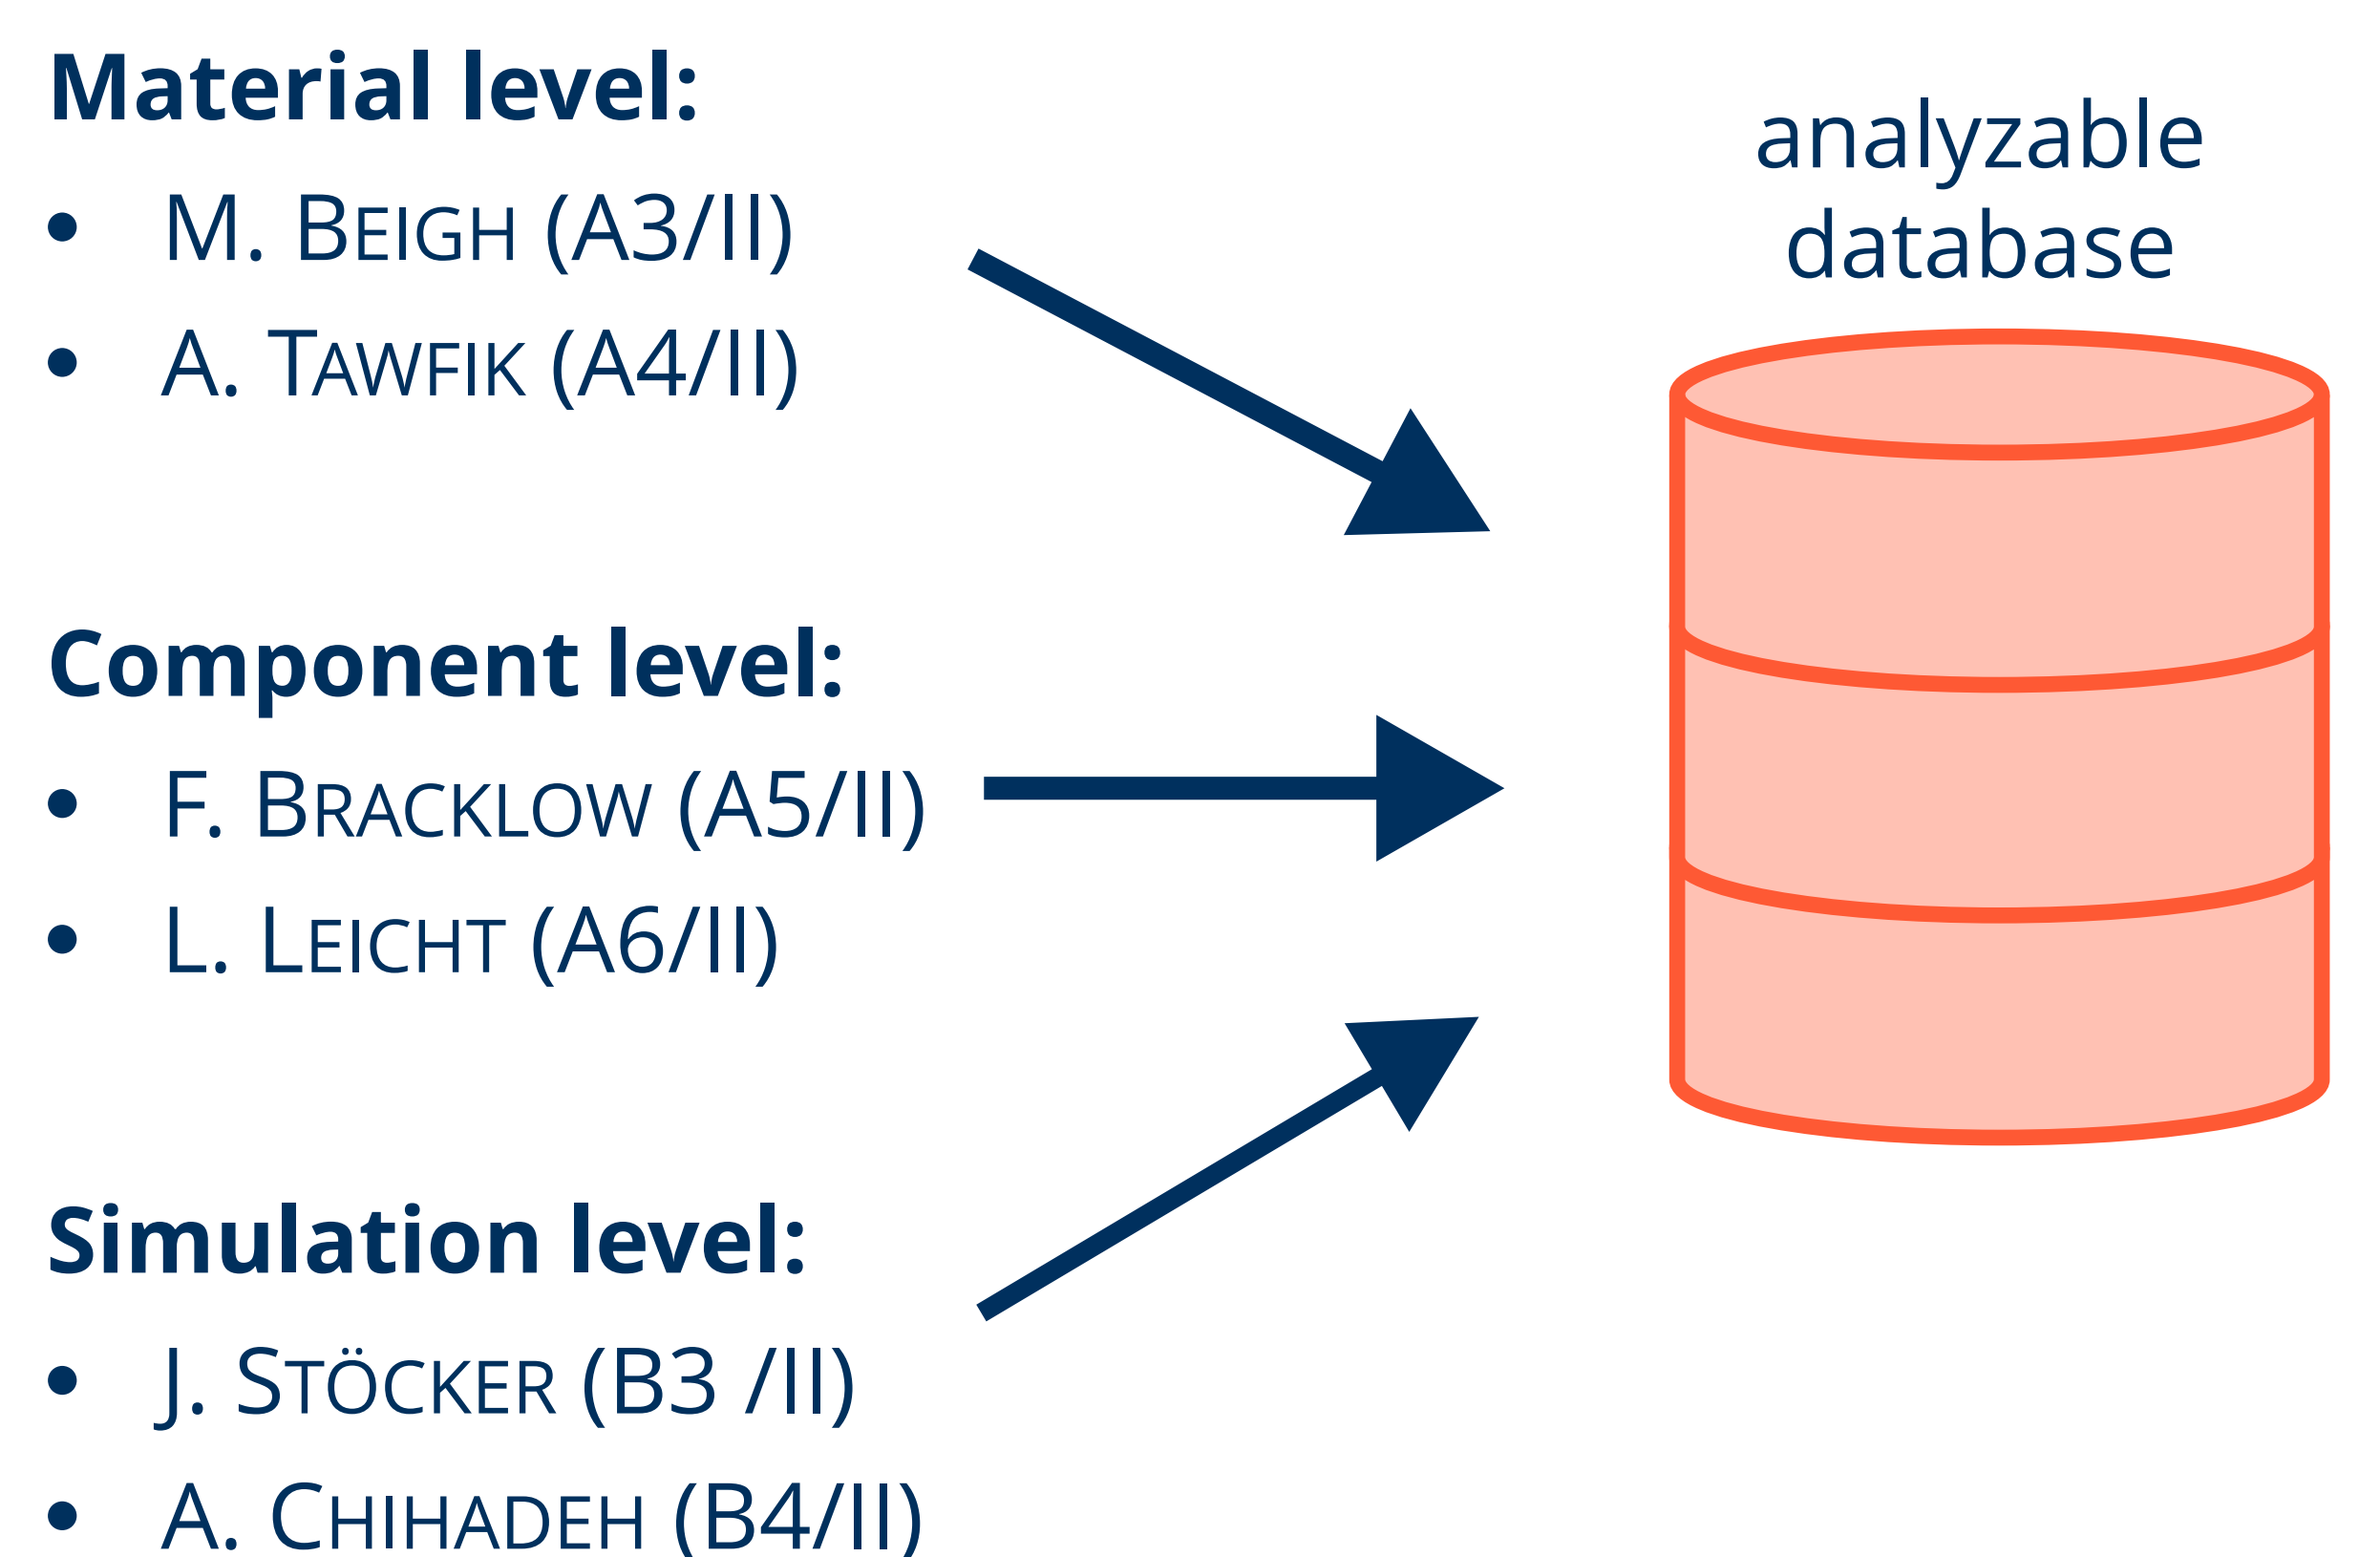 Material level:
• M. Beigh (A3/II)
• A. Tawfik (A4/II)
Component level:
• F. Bracklow (A5/II)
• L. Leicht (A6/II)
Simulation level:
• J. Stöcker (B3 /II)
• A. Chihadeh (B4/II)
analyzable
database